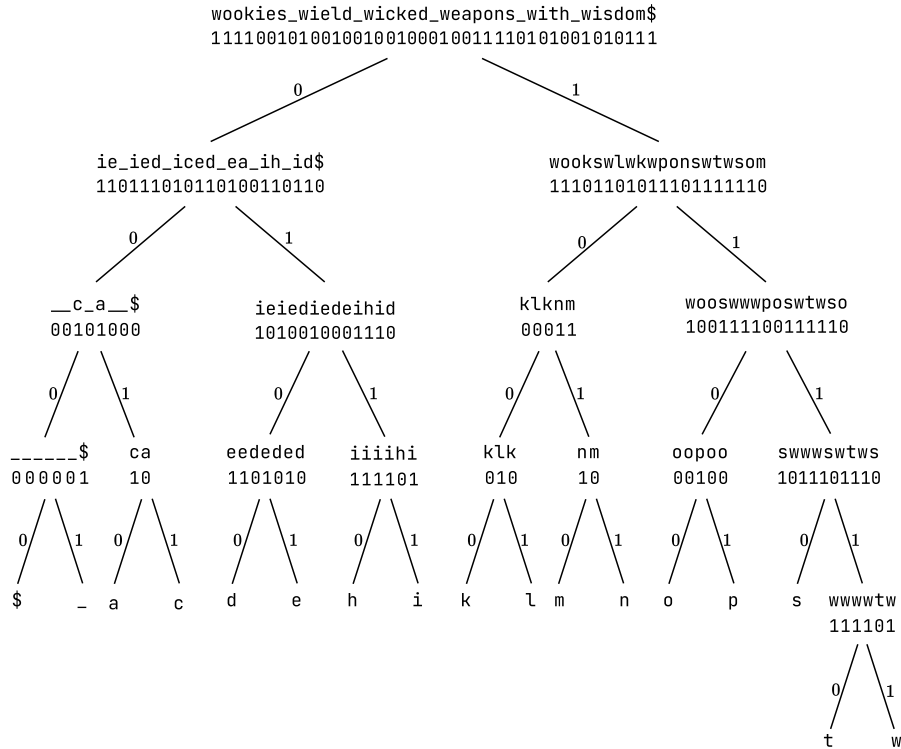 wookies_wield_wicked_weapons_with_wisdom$
11110010100100100100010011110101001010111
0 1
ie_ied_iced_ea_ih_id$ wookswlwkwponswtwsom
110111010110100110110 11101101011101111110
0 1 0 1
__c_a__$ ieiediedeihid klknm wooswwwposwtwso
00101000 1010010001110 00011 100111100111110
0 1 0 1 0 1 0 1
______$ ca eededed iiiihi klk nm oopoo swwwswtws
000001 10 1101010 111101 010 10 00100 1011101110
0 1 0 1 0 1 0 1 0 1 0 1 0 1 0 1
$ _ a c d e h i k l m n o p s wwwwtw
111101
0 1
t w